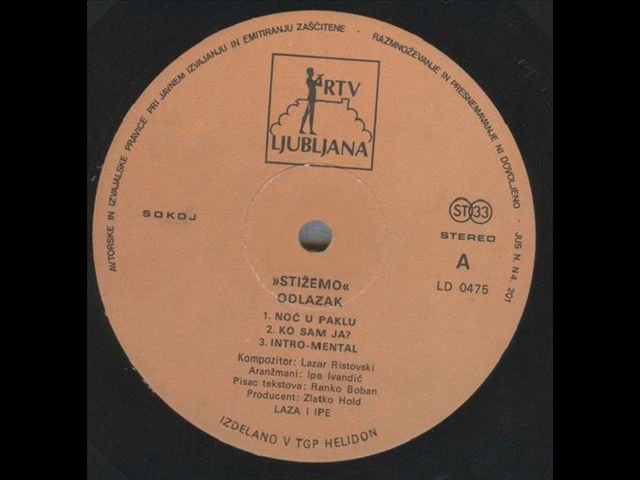 AVTORSKE IN IZVAJALSKE PRAVICE PRI JAVNEM IZVAJANJU IN EMITIRANJU ZAŠČITENE - RAZMNOŽEVANJE IN PRESNEMAVANJE NI DOVOLJENO - JUS N. N4. 201
RTV
LJUBLJANA
SOKOJ
ST 33
STEREO
A
LD 0475
»STIŽEMO«
ODLAZAK
1. NOĆ U PAKLU
2. KO SAM JA?
3. INTRO-MENTAL
Kompozitor: Lazar Ristovski
Aranžmani: Ipe Ivandić
Pisac tekstova: Ranko Boban
Producent: Zlatko Hold
LAZA I IPE
IZDELANO V TGP HELIDON